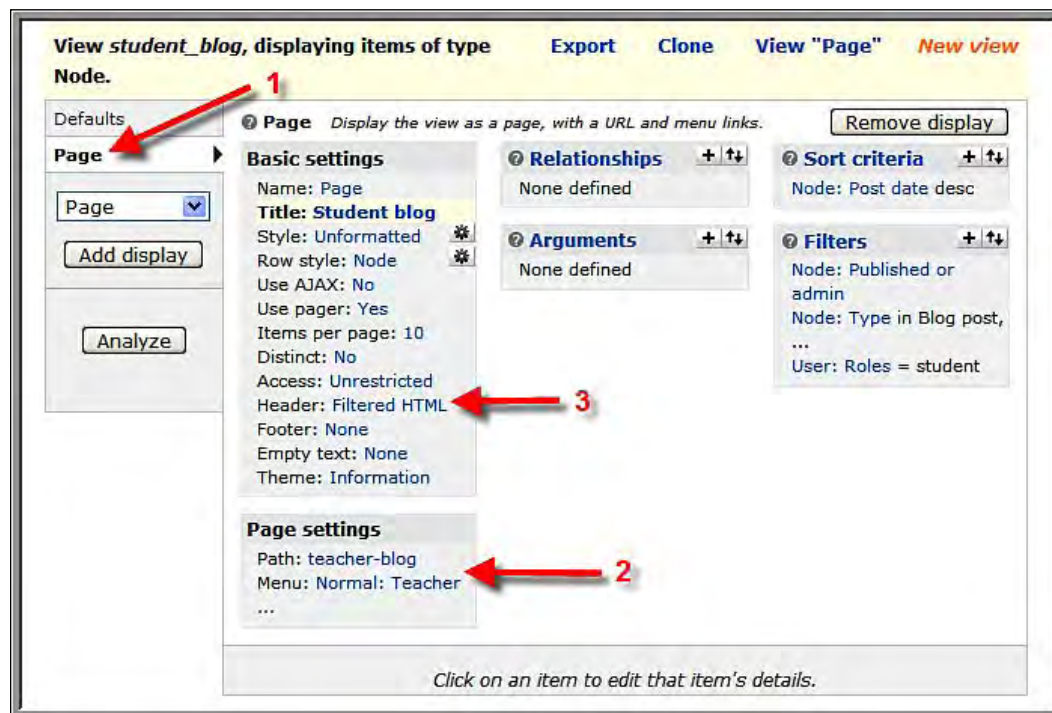 View student_blog, displaying items of type
Node.
Export Clone View "Page" New view
1
Defaults
Page
Page
Add display
Analyze
Page Display the view as a page, with a URL and menu links.
Remove display
Basic settings
Name: Page
Title: Student blog
Style: Unformatted
Row style: Node
Use AJAX: No
Use pager: Yes
Items per page: 10
Distinct: No
Access: Unrestricted
Header: Filtered HTML
3
Footer: None
Empty text: None
Theme: Information
Page settings
Path: teacher-blog
2
Menu: Normal: Teacher
...
Relationships
None defined
Arguments
None defined
Sort criteria
Node: Post date desc
Filters
Node: Published or
admin
Node: Type in Blog post,
...
User: Roles = student
Click on an item to edit that item's details.